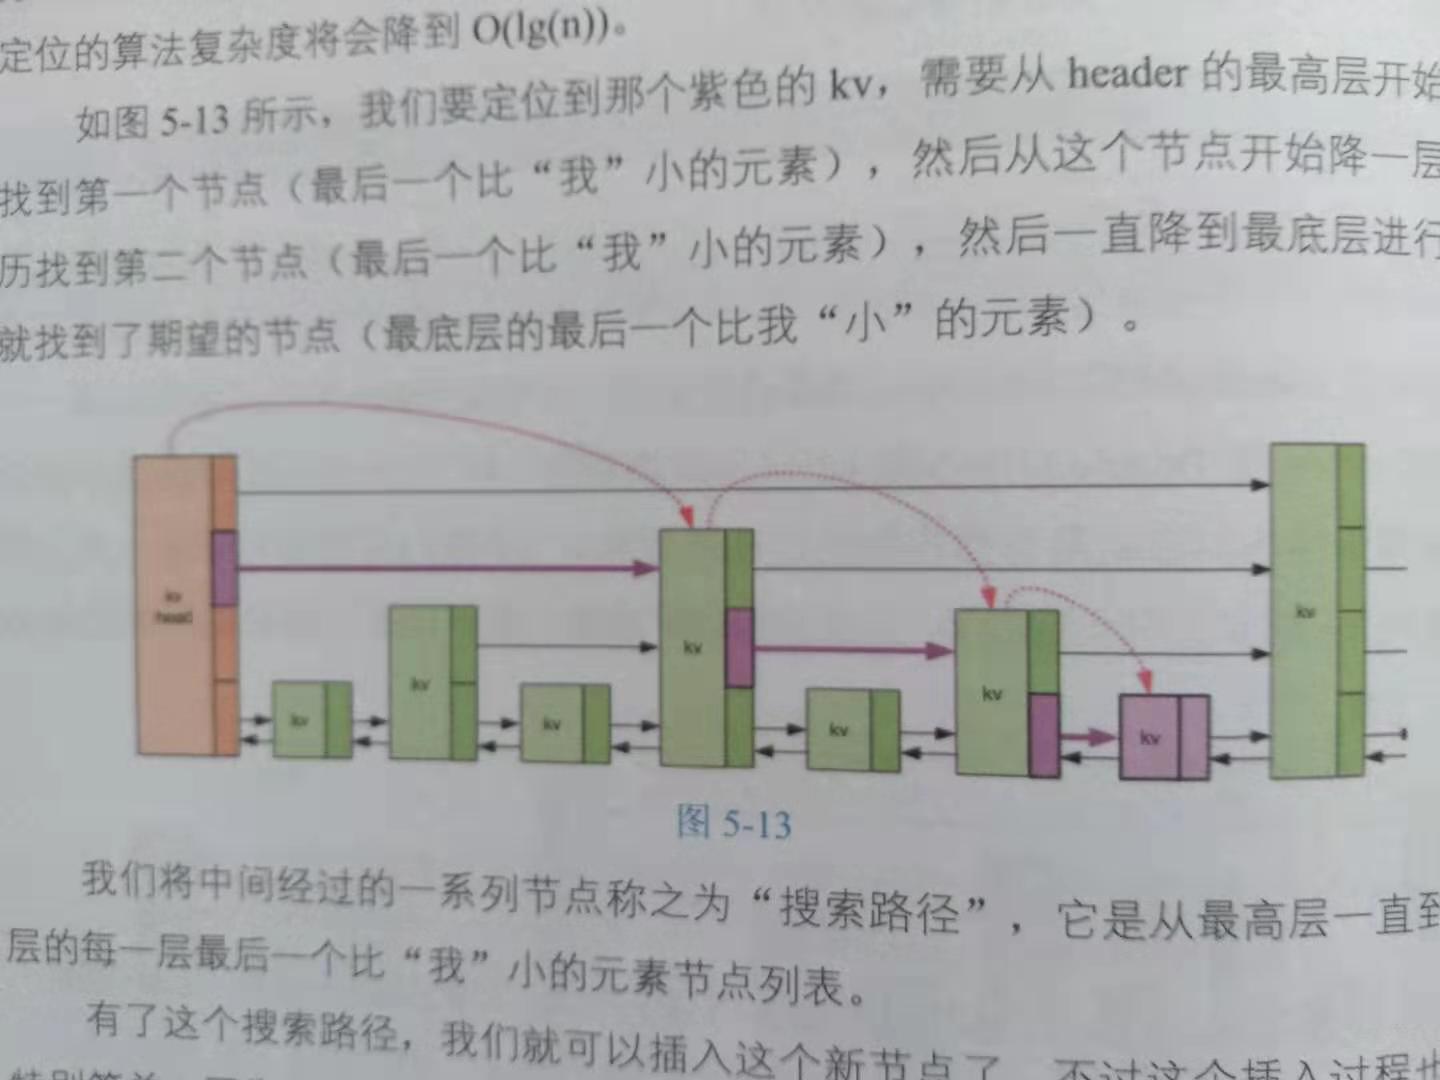 定位的算法复杂度将会降到 O(lg(n))。
如图 5-13 所示，我们要定位到那个紫色的 kv，需要从 header 的最高层开始
找到第一个节点（最后一个比“我”小的元素），然后从这个节点开始降一层
历找到第二个节点（最后一个比“我”小的元素），然后一直降到最底层进行
就找到了期望的节点（最底层的最后一个比我“小”的元素）。
kv
head
kv
kv
kv
kv
kv
kv
kv
kv
图 5-13
我们将中间经过的一系列节点称之为“搜索路径”，它是从最高层一直到
层的每一层最后一个比“我”小的元素节点列表。
有了这个搜索路径，我们就可以插入这个新节点了，不过这个插入过程也